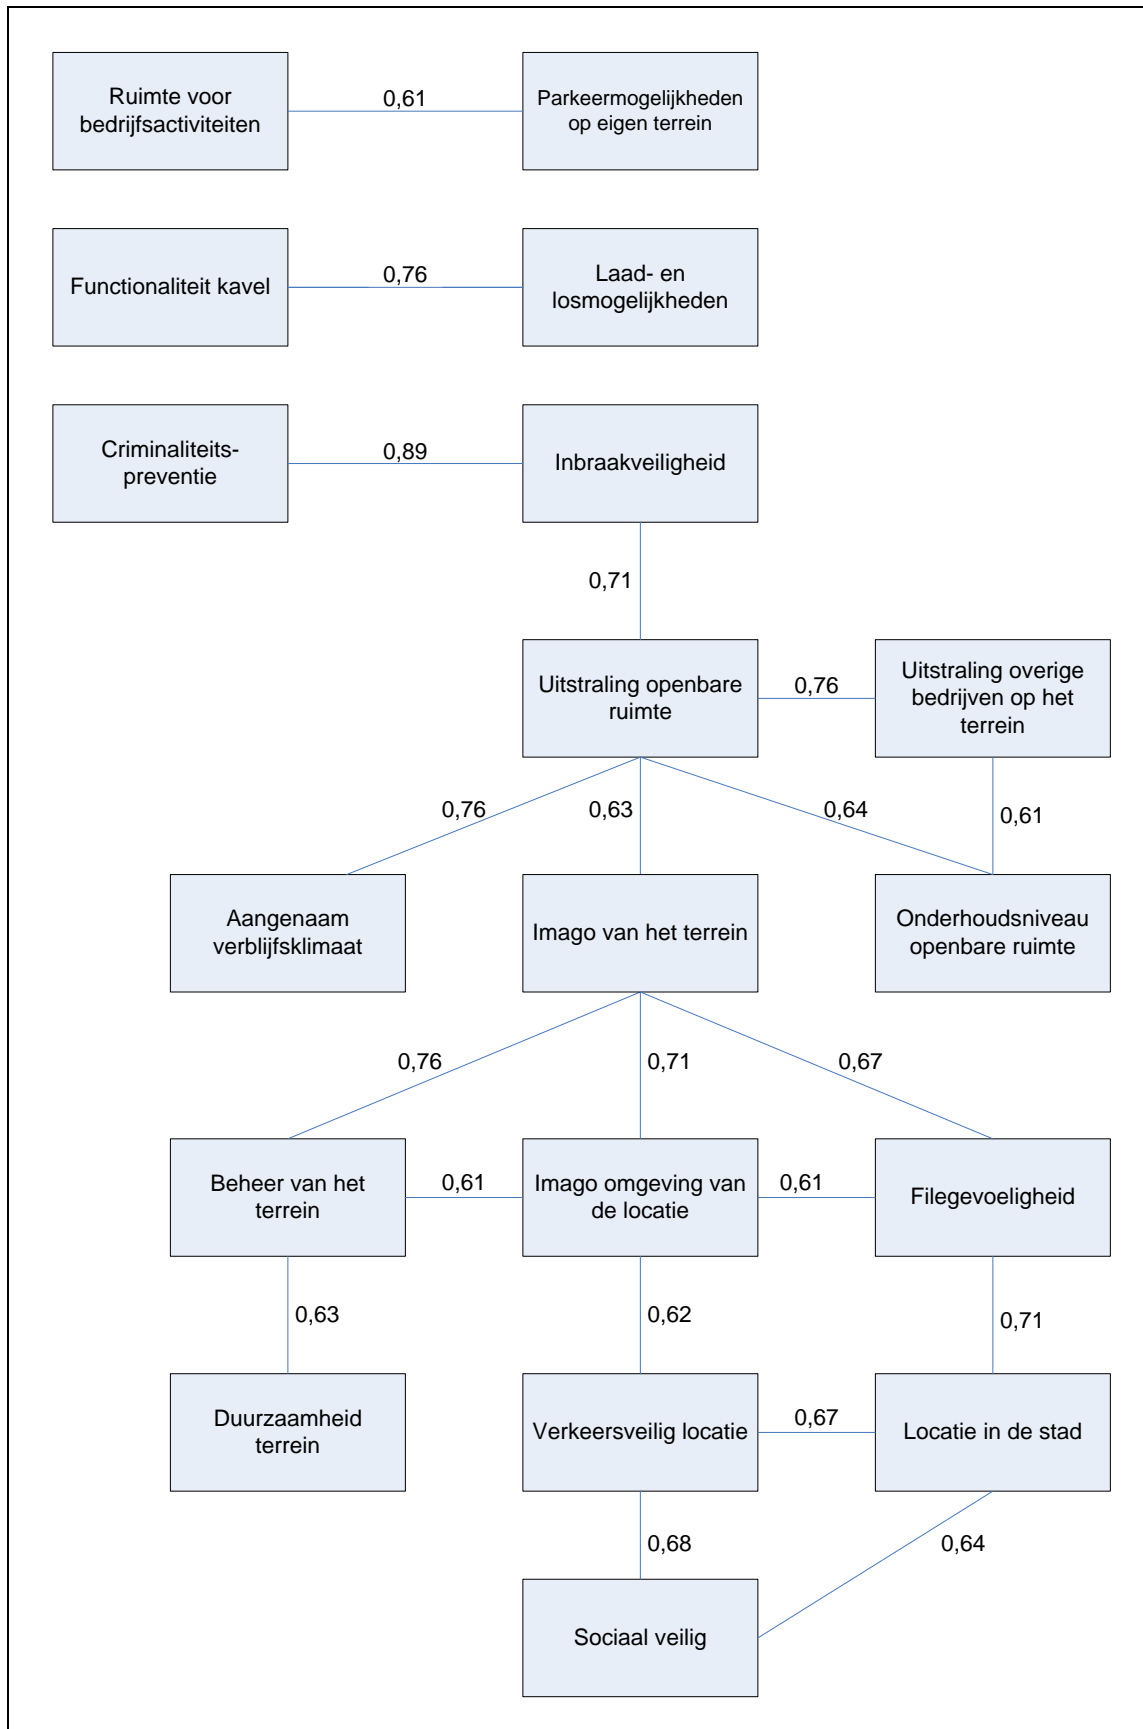 Ruimte voor
bedrijfsactiviteiten
0,61
Parkeermogelijkheden
op eigen terrein
Functionaliteit kavel
0,76
Laad- en
losmogelijkheden
Criminaliteits-
preventie
0,89
Inbraakveiligheid
0,71
Uitstraling openbare
ruimte
0,76
Uitstraling overige
bedrijven op het
terrein
0,76
0,63
0,64
0,61
Aangenaam
verblijfsklimaat
Imago van het terrein
Onderhoudsniveau
openbare ruimte
0,76
0,71
0,67
Beheer van het
terrein
0,61
Imago omgeving van
de locatie
0,61
Filegevoeligheid
0,63
0,62
0,71
Duurzaamheid
terrein
Verkeersveilig locatie
0,67
Locatie in de stad
0,68
0,64
Sociaal veilig